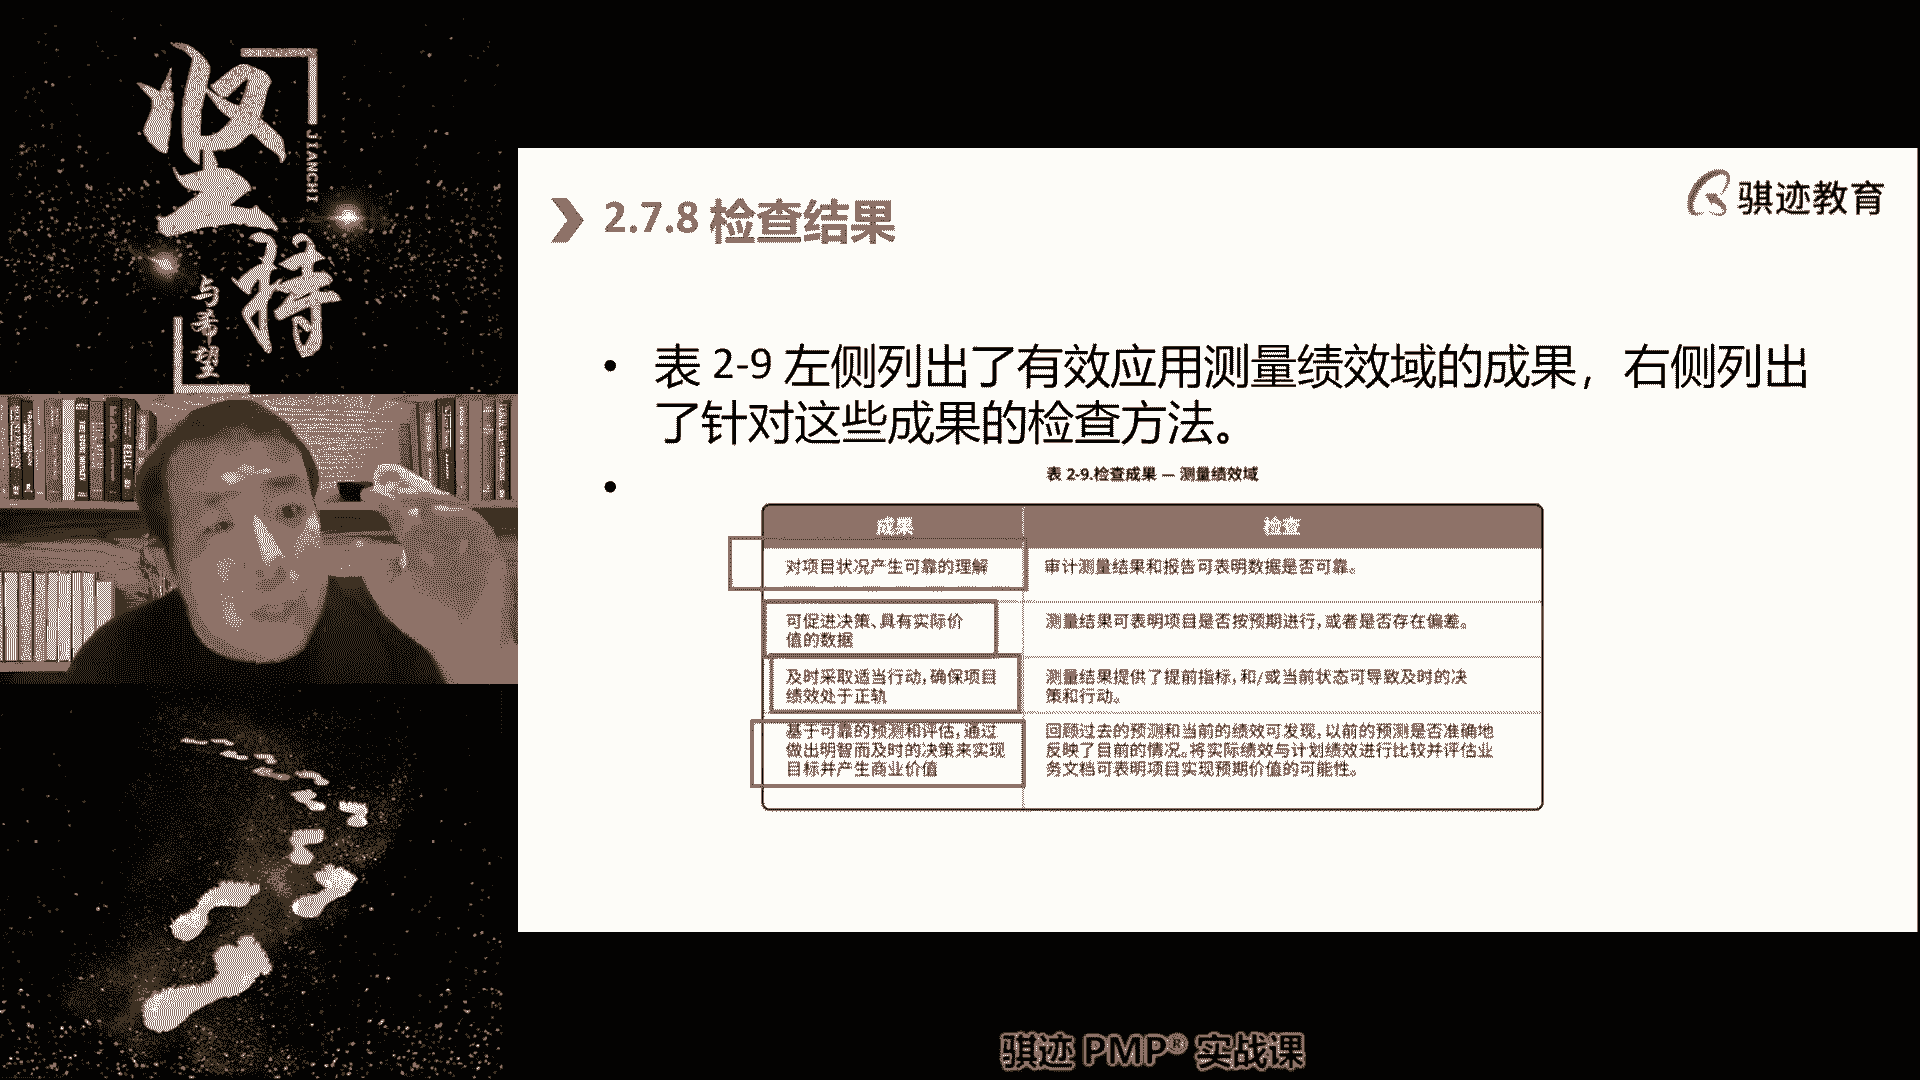 坚持
JIANCHI
与希望
骐迹教育
2.7.8 检查结果
• 表 2-9 左侧列出了有效应用测量绩效域的成果，右侧列出
了针对这些成果的检查方法。
•
表 2-9.检查成果 — 测量绩效域
成果
检查
对项目状况产生可靠的理解
审计测量结果和报告可表明数据是否可靠。
可促进决策、具有实际价
值的数据
测量结果可表明项目是否按预期进行，或者是否存在偏差。
及时采取适当行动，确保项目
绩效处于正轨
测量结果提供了提前指标，和/或当前状态可导致及时的决
策和行动。
基于可靠的预测和评估，通过
做出明智而及时的决策来实现
目标并产生商业价值
回顾过去的预测和当前的绩效可发现，以前的预测是否准确地
反映了目前的情况。将实际绩效与计划绩效进行比较并评估业
务文档可表明项目实现预期价值的可能性。
骐迹 PMP® 实战课